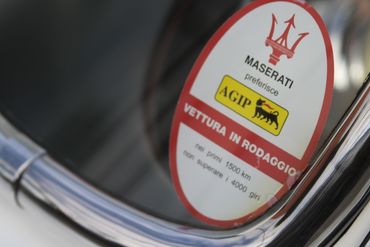 MASERATI
preferisce
AGIP
VETTURA IN RODAGGIO
nei primi 1500 km
non superare i 4000 giri